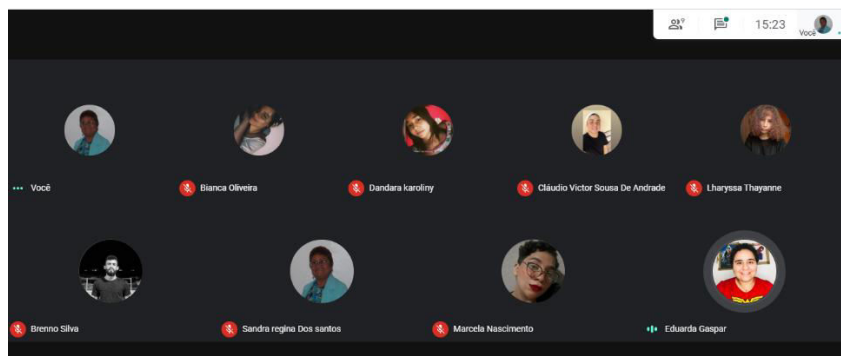 9
15:23
Você
Você
Bianca Oliveira
Dandara karoliny
Cláudio Victor Sousa De Andrade
Lharyssa Thayanne
Brenno Silva
Sandra regina Dos santos
Marcela Nascimento
Eduarda Gaspar